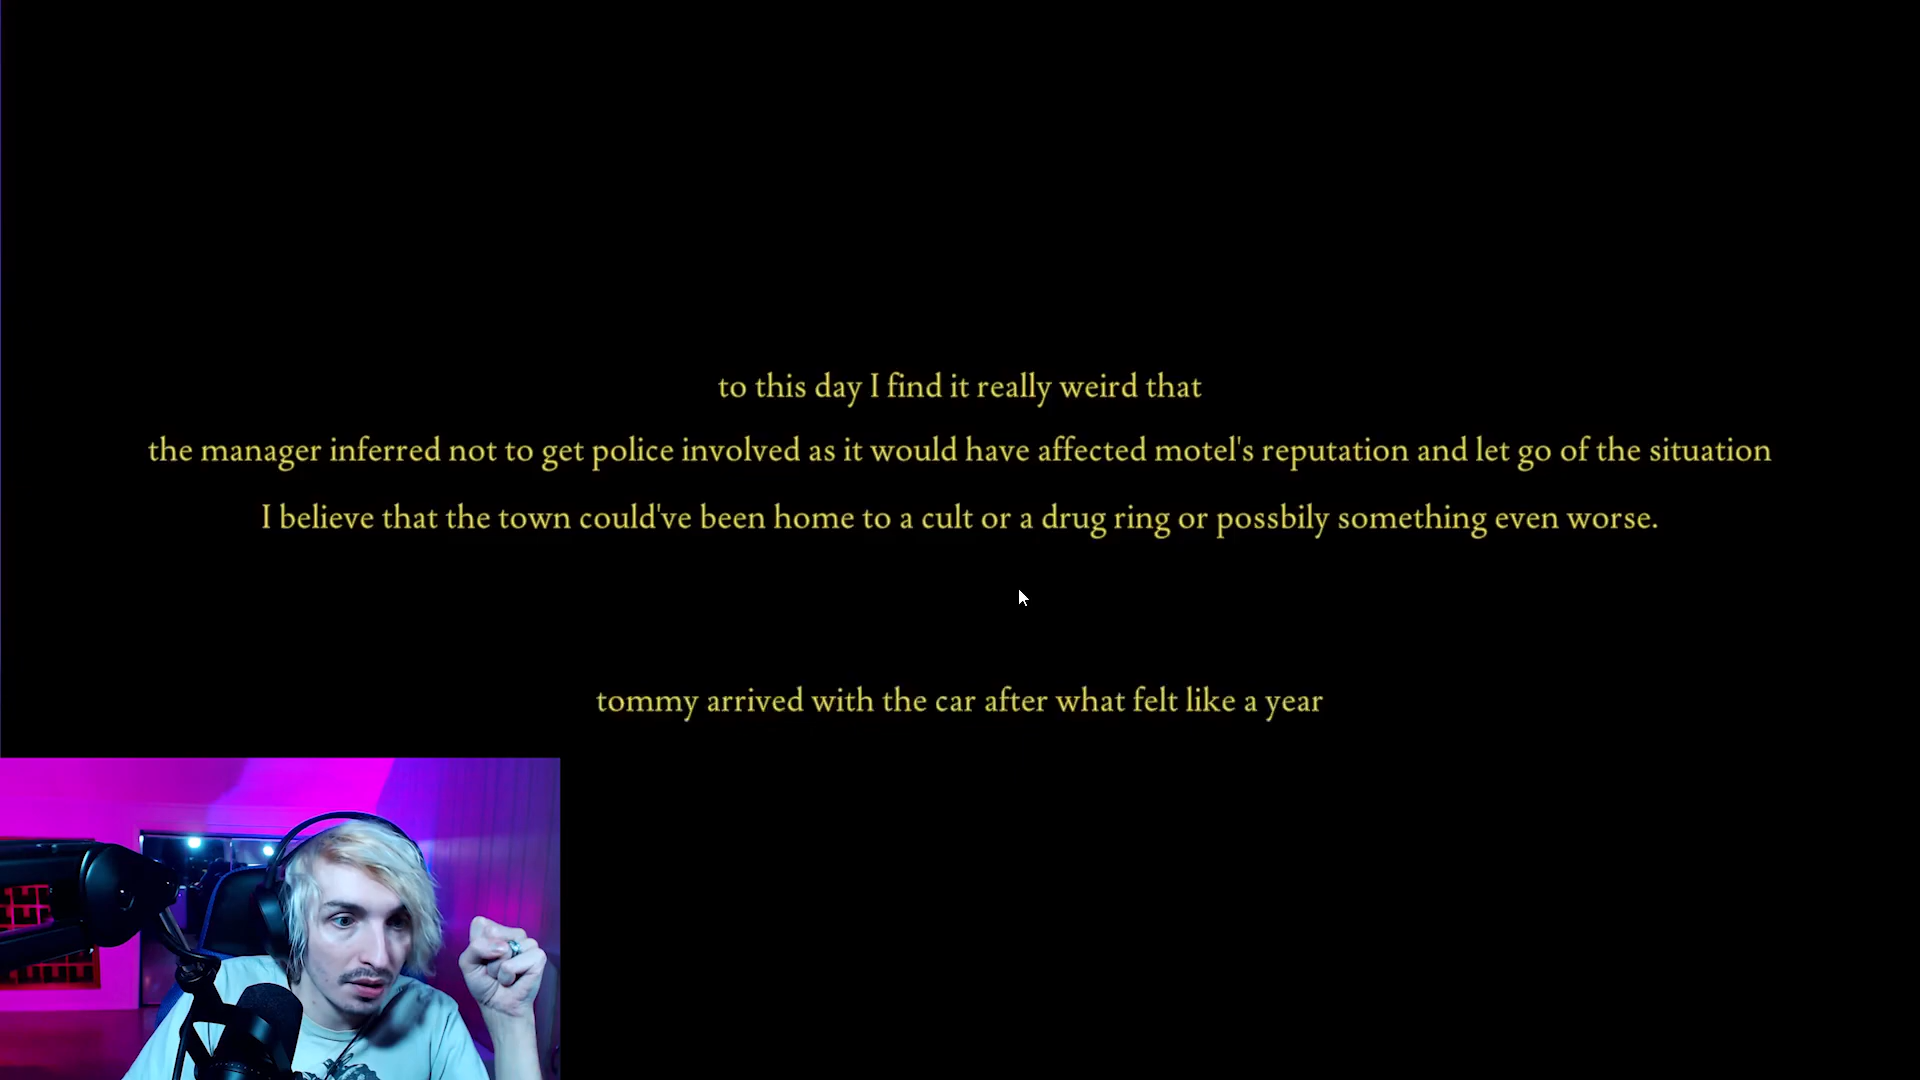 to this day I find it really weird that
the manager inferred not to get police involved as it would have affected motel's reputation and let go of the situation
I believe that the town could've been home to a cult or a drug ring or possbily something even worse.
tommy arrived with the car after what felt like a year